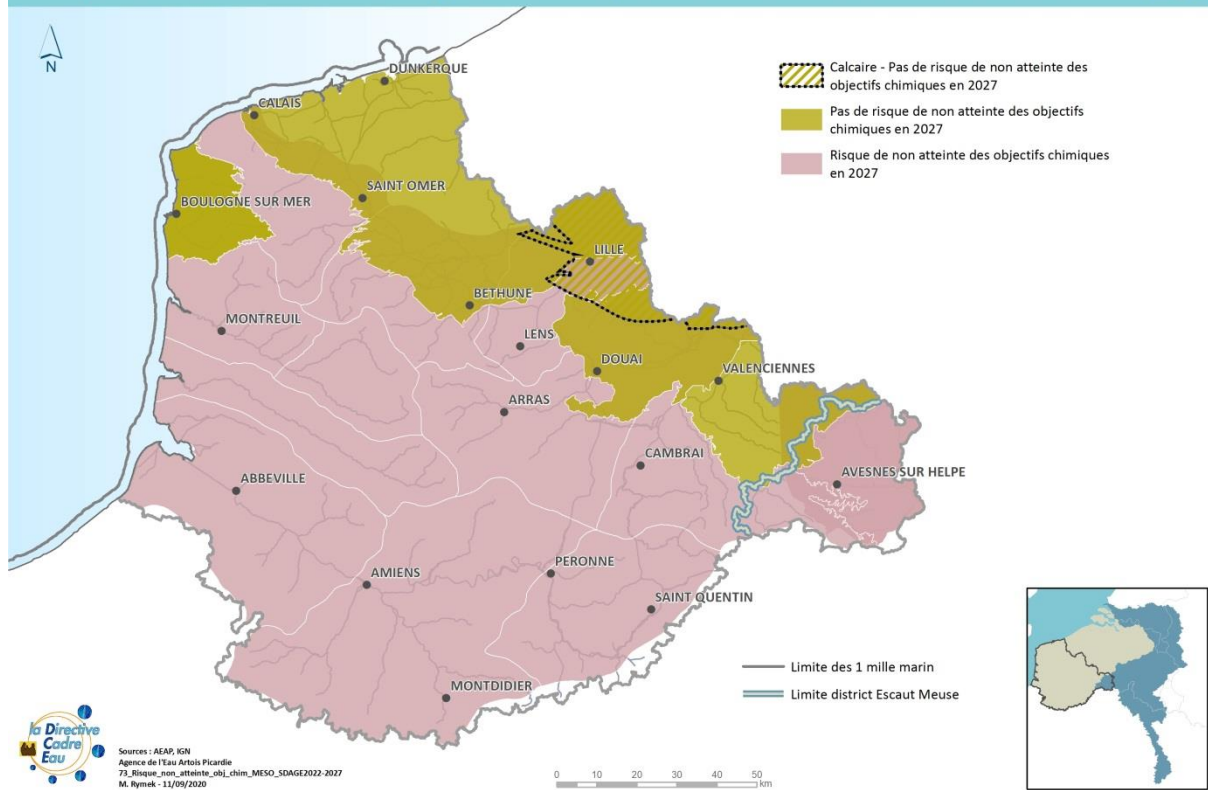 N
DUNKERQUE
CALAIS
SAINT OMER
BOULOGNE SUR MER
LILLE
BETHUNE
MONTREUIL
LENS
DOUAI
VALENCIENNES
ARRAS
CAMBRAI
AVESNES SUR HELPE
ABBEVILLE
AMIENS
PERONNE
SAINT QUENTIN
MONTDIDIER
Calcaire - Pas de risque de non atteinte des
objectifs chimiques en 2027
Pas de risque de non atteinte des objectifs
chimiques en 2027
Risque de non atteinte des objectifs chimiques
en 2027
Limite des 1 mille marin
Limite district Escaut Meuse
la Directive
Cadre
Eau
Sources : AEAP, IGN
Agence de l'Eau Artois Picardie
73_Risque_non_atteinte_obj_chim_MESO_SDAGE2022-2027
M. Rymek - 11/09/2020
0 10 20 30 40 50
km